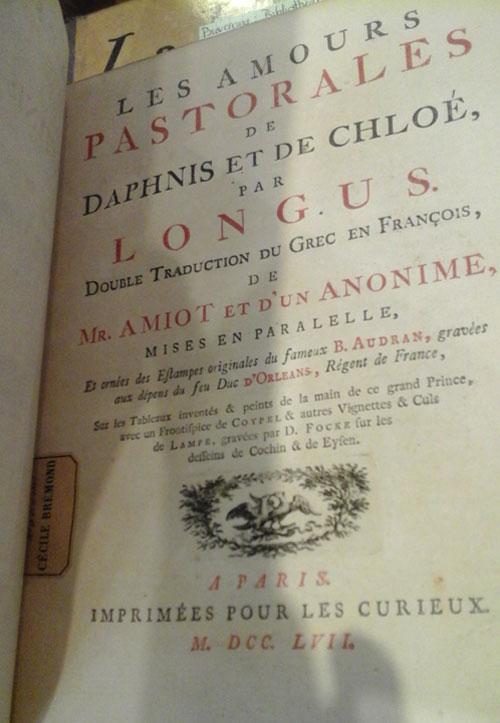 LES AMOURS
PASTORALES
DE
DAPHNIS ET DE CHLOÉ,
PAR
LONGUS.
DOUBLE TRADUCTION DU GREC EN FRANÇOIS,
DE
MR. AMIOT ET D'UN ANONIME,
MISES EN PARALELLE,
Et ornées des Estampes originales du fameux B. AUDRAN, gravées
aux dépens du feu Duc D'ORLEANS, Régent de France,
Sur les Tableaux inventés & peints de la main de ce grand Prince,
avec un Frontispice de COYPEL & autres Vignettes & Culs
de LAMPE, gravées par D. FOCKE sur les
desseins de Cochin & de Eysen.
CÉCILE BRÉMOND
A PARIS.
IMPRIMÉES POUR LES CURIEUX.
M. DCC. LVII.